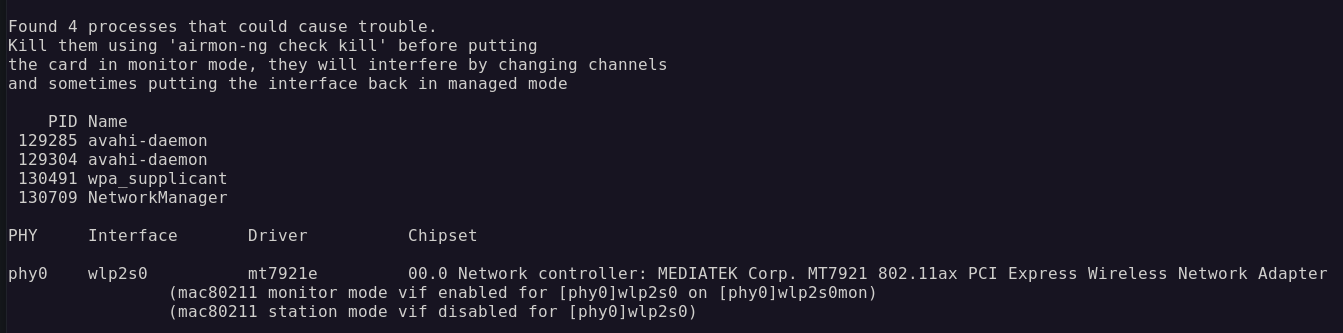 Found 4 processes that could cause trouble.
Kill them using 'airmon-ng check kill' before putting
the card in monitor mode, they will interfere by changing channels
and sometimes putting the interface back in managed mode
PID Name
129285 avahi-daemon
129304 avahi-daemon
130491 wpa_supplicant
130709 NetworkManager
PHY Interface Driver Chipset
phy0 wlp2s0 mt7921e 00.0 Network controller: MEDIATEK Corp. MT7921 802.11ax PCI Express Wireless Network Adapter
(mac80211 monitor mode vif enabled for [phy0]wlp2s0 on [phy0]wlp2s0mon)
(mac80211 station mode vif disabled for [phy0]wlp2s0)